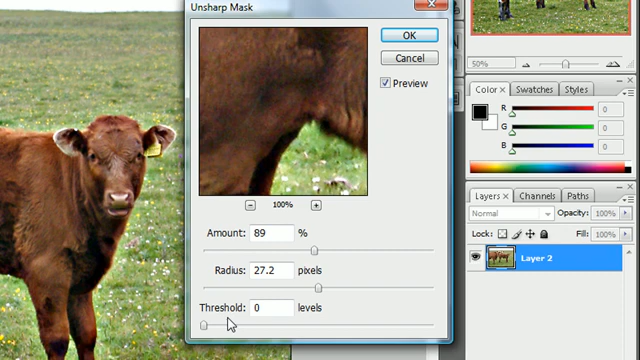 Unsharp Mask
OK
Cancel
Preview
100%
Amount: 89 %
Radius: 27.2 pixels
Threshold: 0 levels
50%
Color × Swatches Styles
R 0
G 0
B 0
Layers × Channels Paths
Normal Opacity: 100%
Lock: Fill: 100%
Layer 2